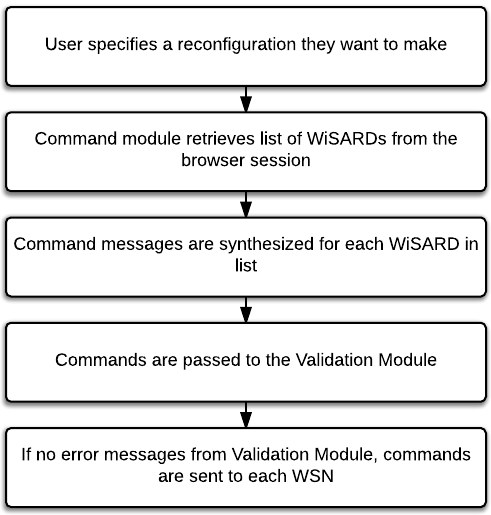 User specifies a reconfiguration they want to make
Command module retrieves list of WiSARDs from the
browser session
Command messages are synthesized for each WiSARD in
list
Commands are passed to the Validation Module
If no error messages from Validation Module, commands
are sent to each WSN